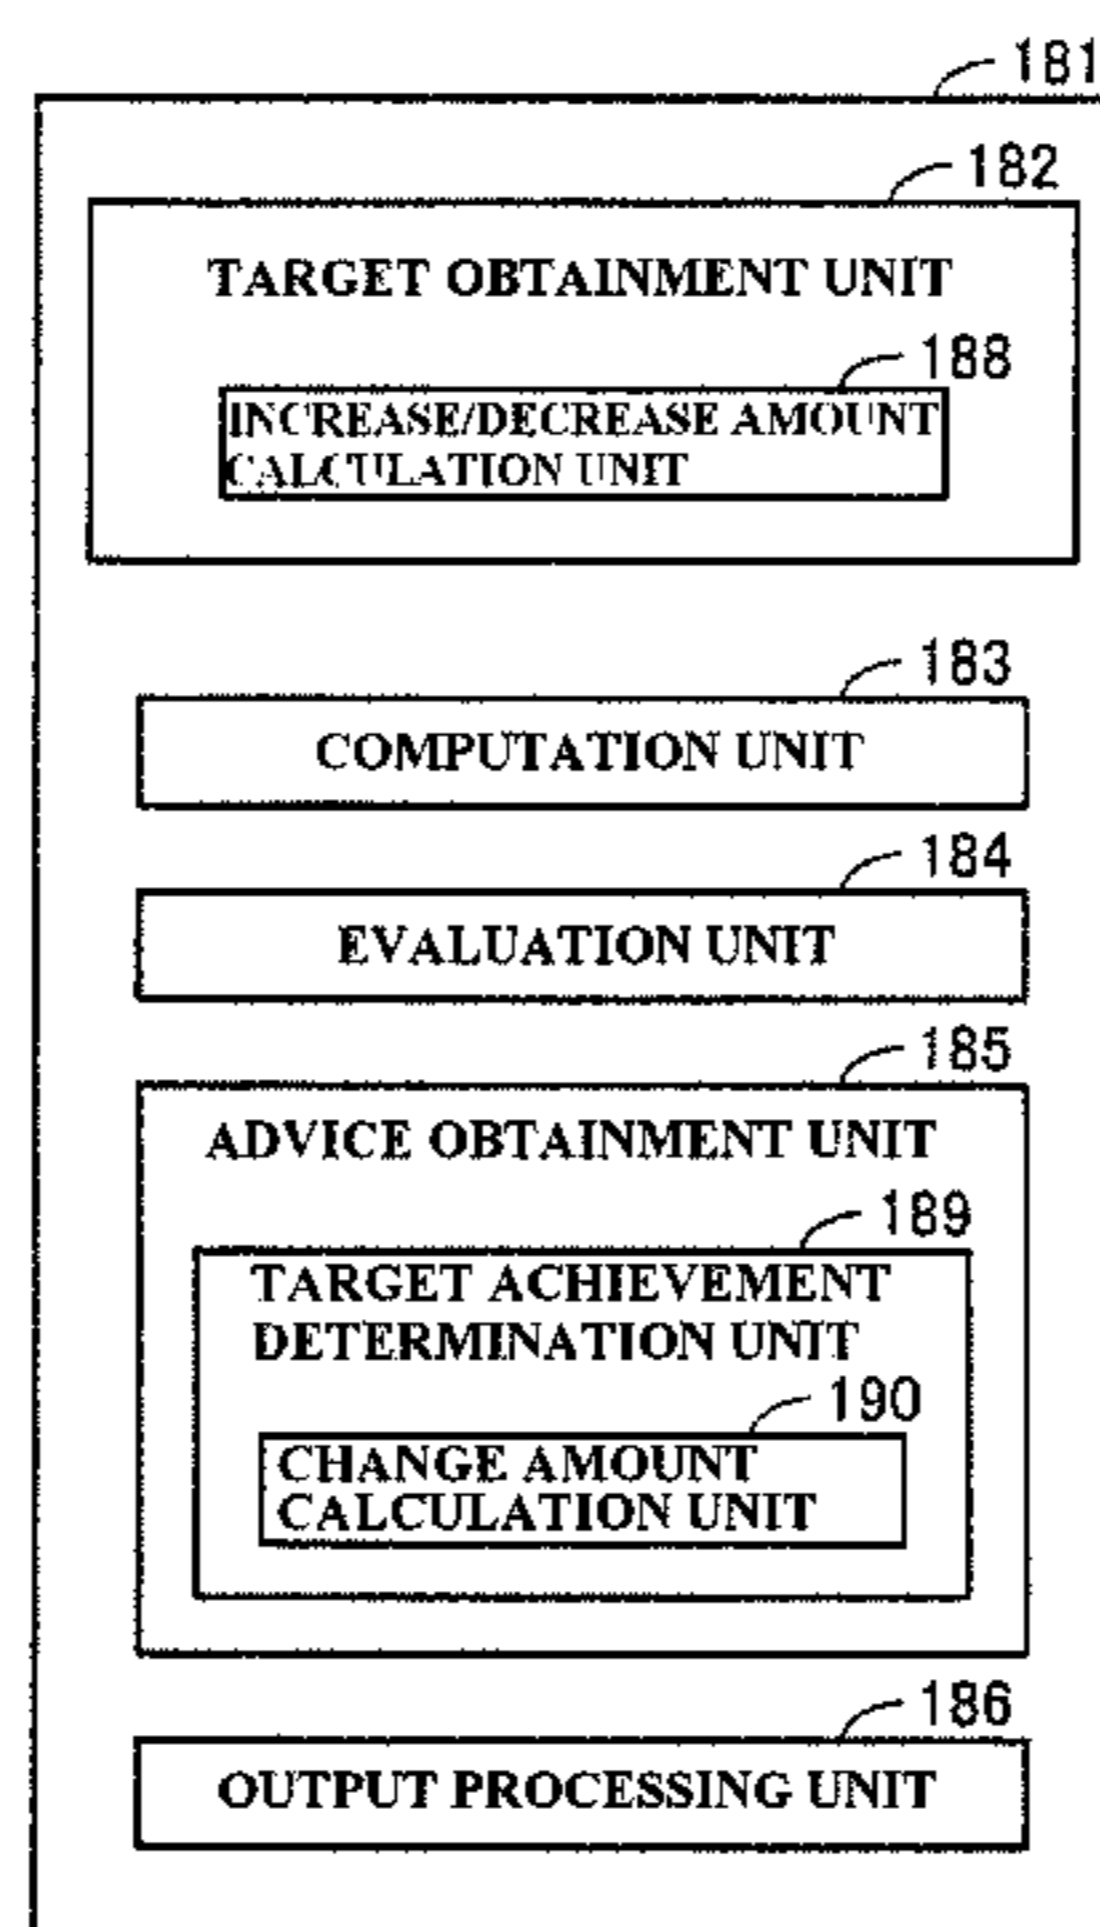 181
182
TARGET OBTAINMENT UNIT
188
INCREASE/DECREASE AMOUNT
CALCULATION UNIT
183
COMPUTATION UNIT
184
EVALUATION UNIT
185
ADVICE OBTAINMENT UNIT
189
TARGET ACHIEVEMENT
DETERMINATION UNIT
190
CHANGE AMOUNT
CALCULATION UNIT
186
OUTPUT PROCESSING UNIT